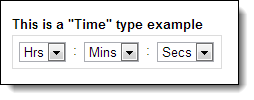 This is a "Time" type example
Hrs : Mins : Secs